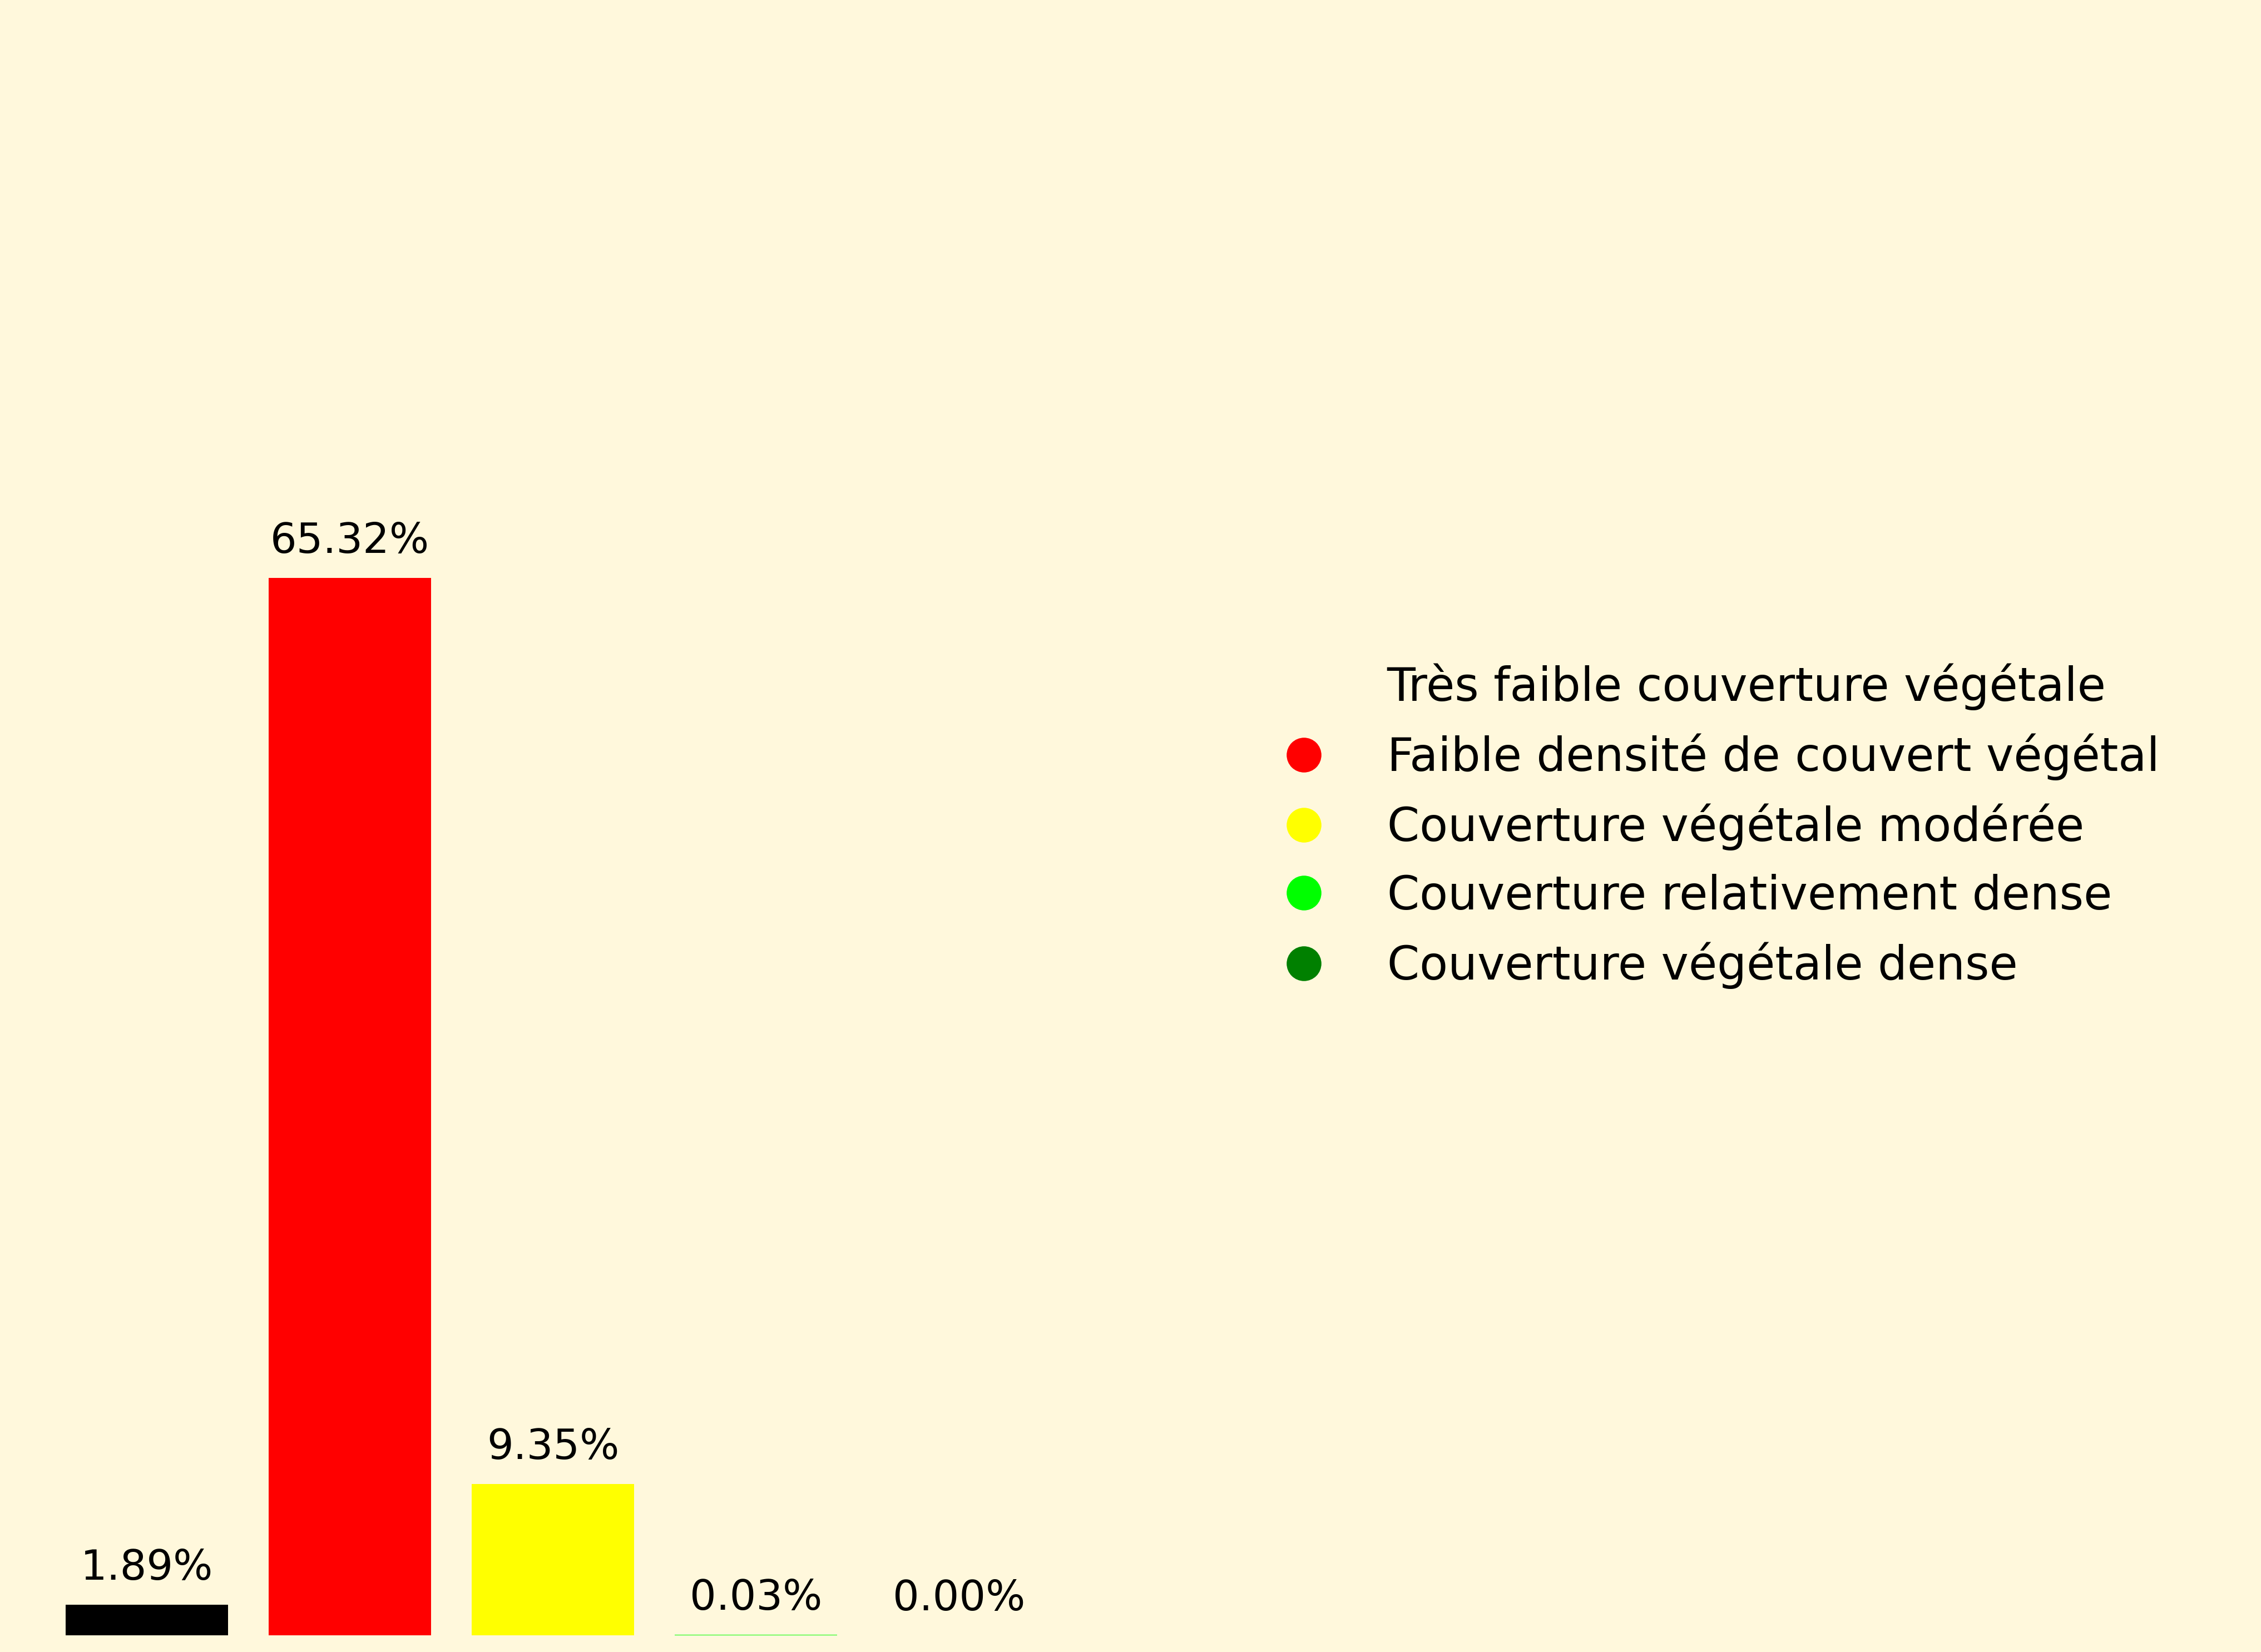 65.32%
Très faible couverture végétale
Faible densité de couvert végétal
Couverture végétale modérée
Couverture relativement dense
Couverture végétale dense
9.35%
1.89%
0.03%
0.00%